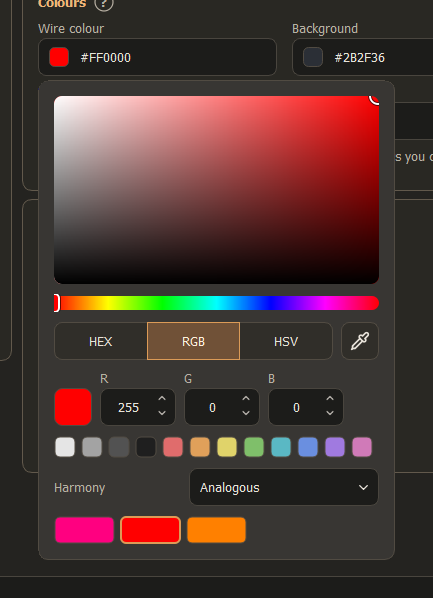 Colours ?
Wire colour Background
#FF0000 #2B2F36
s you c
HEX RGB HSV
R G B
255 0 0
Harmony Analogous